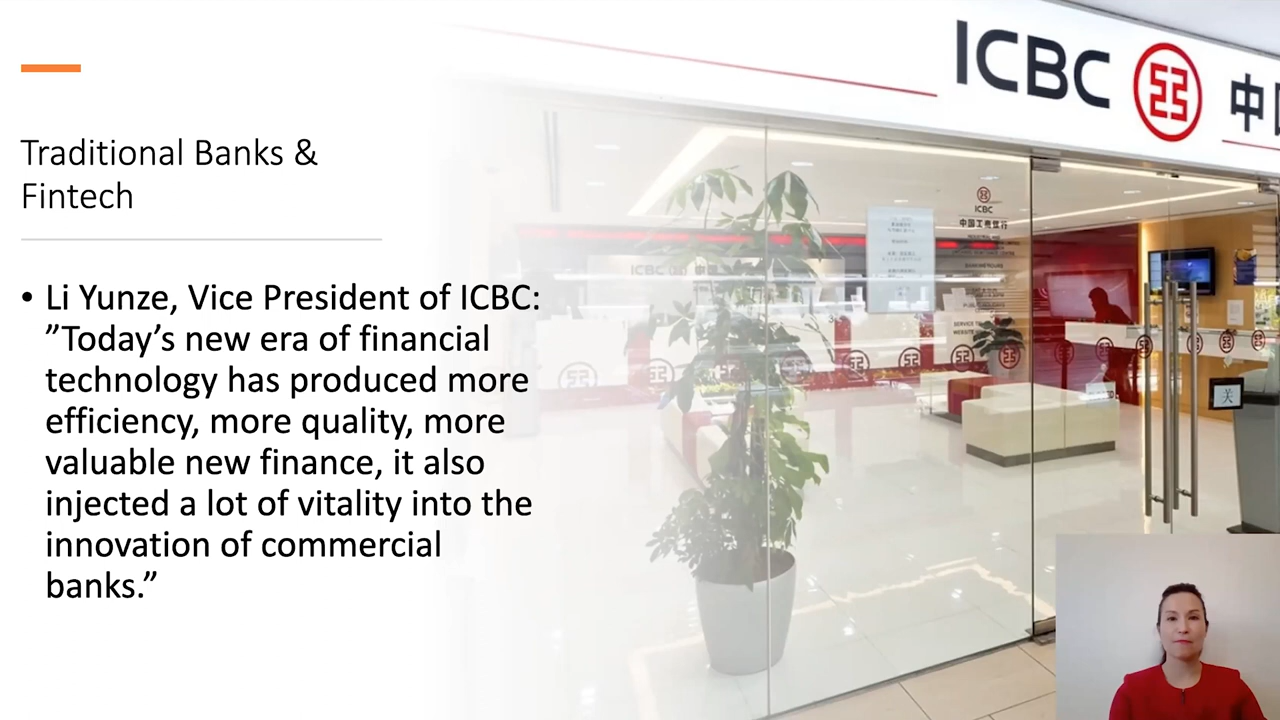 Traditional Banks &
Fintech
• Li Yunze, Vice President of ICBC:
”Today’s new era of financial
technology has produced more
efficiency, more quality, more
valuable new finance, it also
injected a lot of vitality into the
innovation of commercial
banks.”
ICBC 中
ICBC
中国工商银行
关